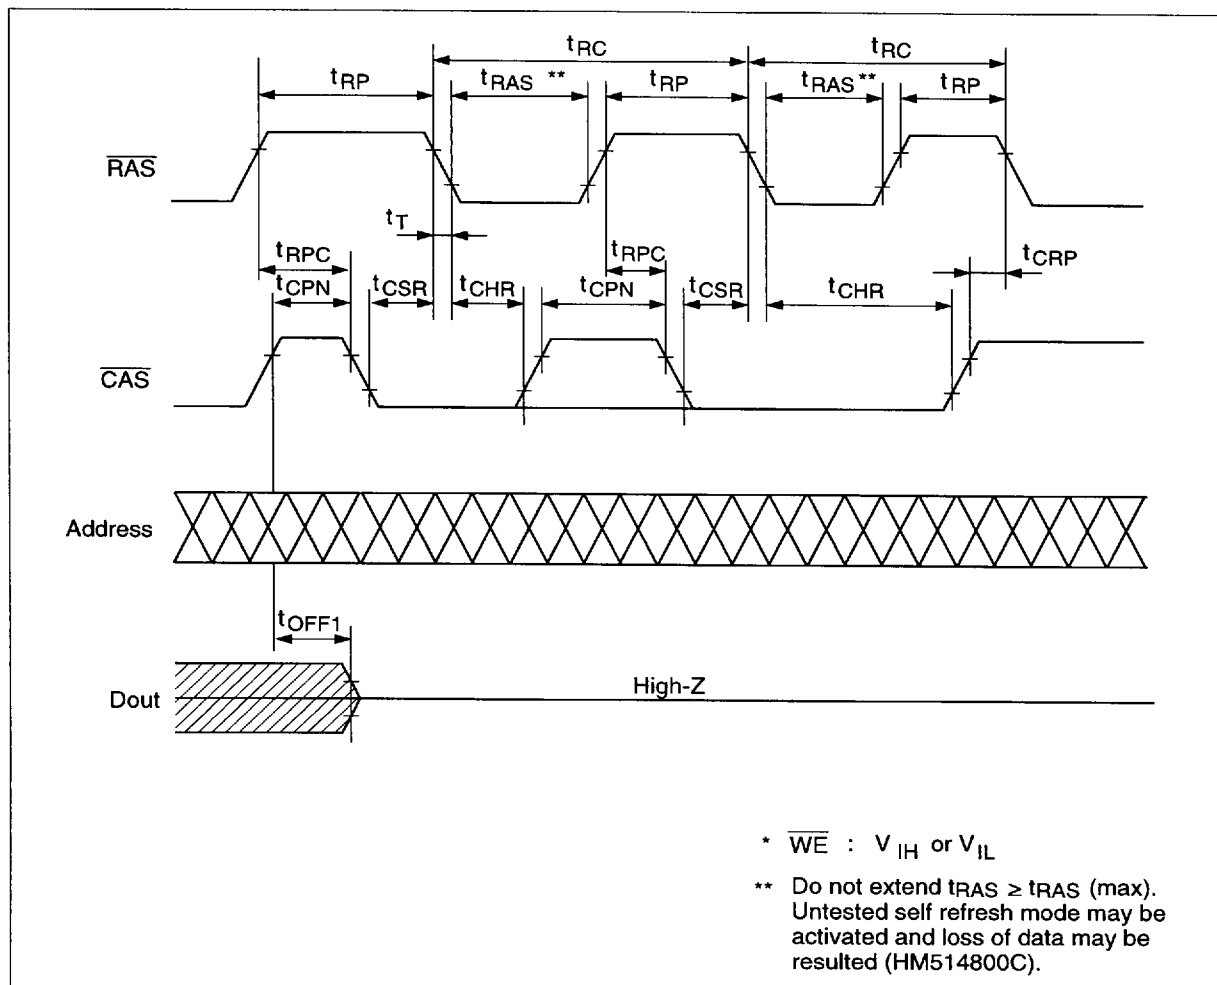 tRC tRC
tRP tRAS ** tRP tRAS ** tRP
RAS
tT
tRPC tRPC tCRP
tCPN tCSR tCHR tCPN tCSR tCHR
CAS
Address
tOFF1
Dout High-Z
* WE : VIH or VIL
** Do not extend tRAS ≥ tRAS (max).
Untested self refresh mode may be
activated and loss of data may be
resulted (HM514800C).